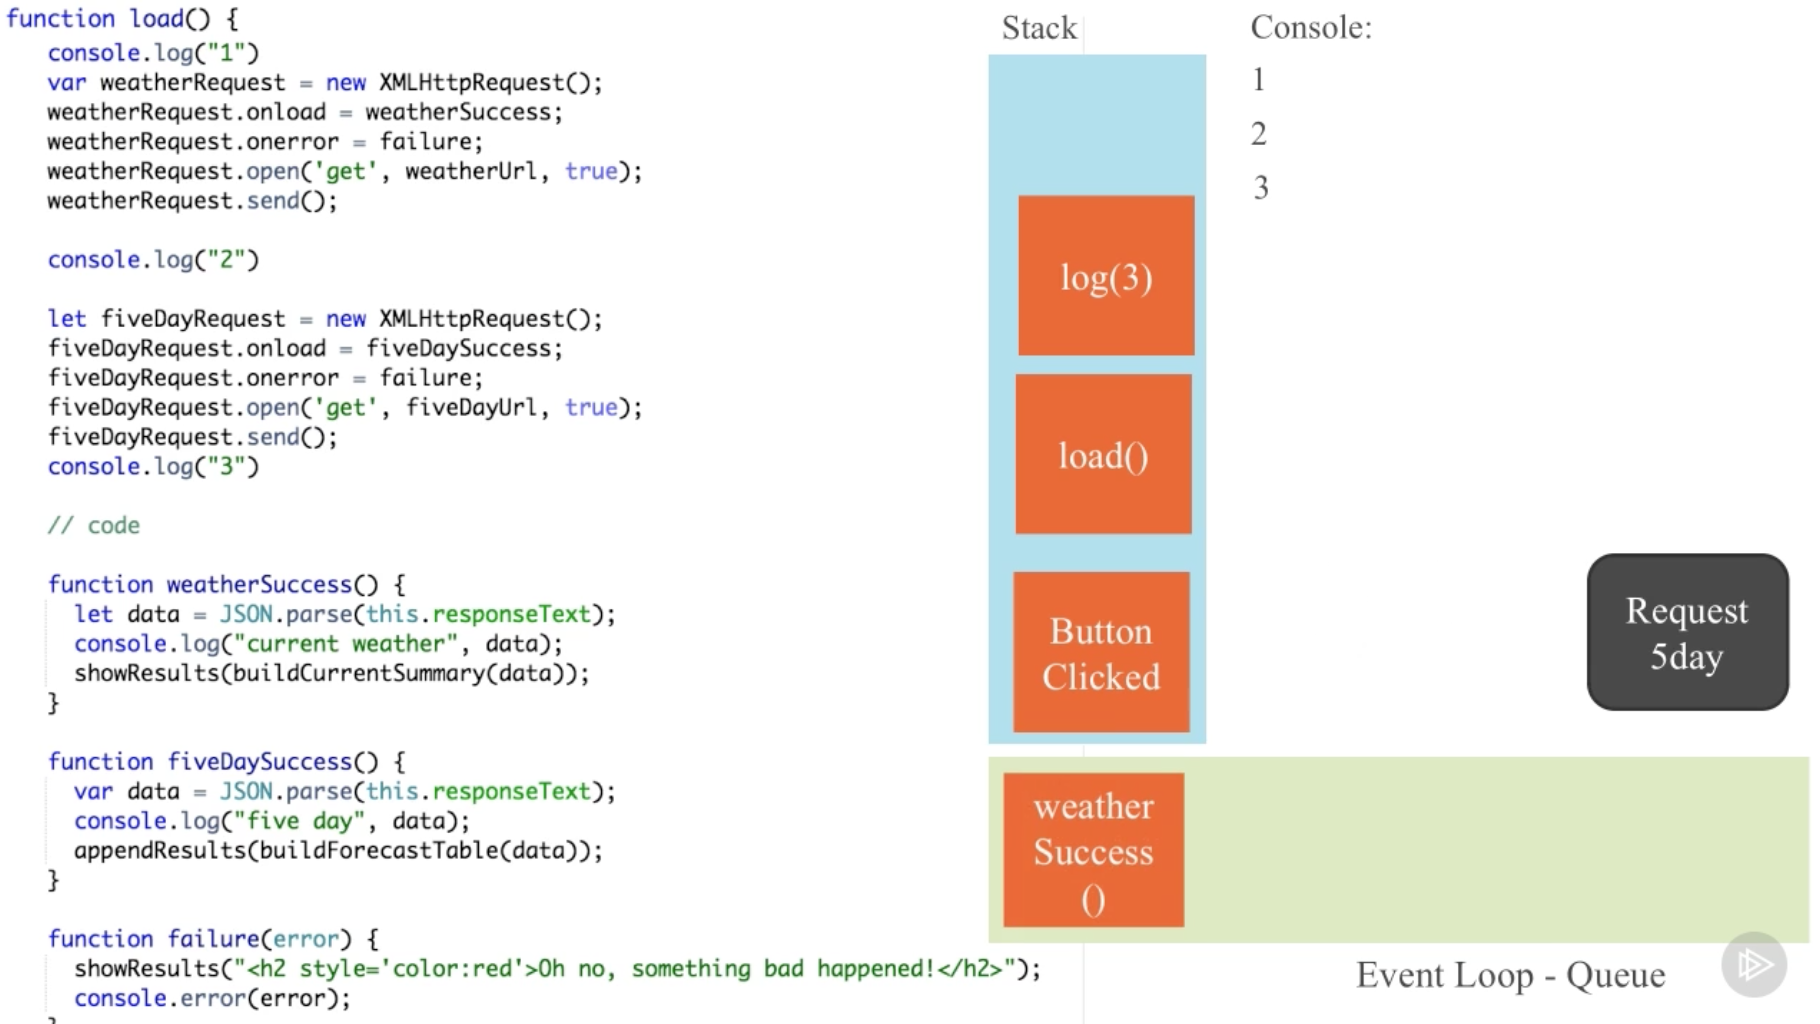 function load() {
console.log("1")
var weatherRequest = new XMLHttpRequest();
weatherRequest.onload = weatherSuccess;
weatherRequest.onerror = failure;
weatherRequest.open('get', weatherUrl, true);
weatherRequest.send();
console.log("2")
let fiveDayRequest = new XMLHttpRequest();
fiveDayRequest.onload = fiveDaySuccess;
fiveDayRequest.onerror = failure;
fiveDayRequest.open('get', fiveDayUrl, true);
fiveDayRequest.send();
console.log("3")
// code
function weatherSuccess() {
let data = JSON.parse(this.responseText);
console.log("current weather", data);
showResults(buildCurrentSummary(data));
}
function fiveDaySuccess() {
var data = JSON.parse(this.responseText);
console.log("five day", data);
appendResults(buildForecastTable(data));
}
function failure(error) {
showResults("<h2 style='color:red'>Oh no, something bad happened!</h2>");
console.error(error);
Stack
log(3)
load()
Button
Clicked
Console:
1
2
3
Request
5day
weather
Success
()
Event Loop - Queue